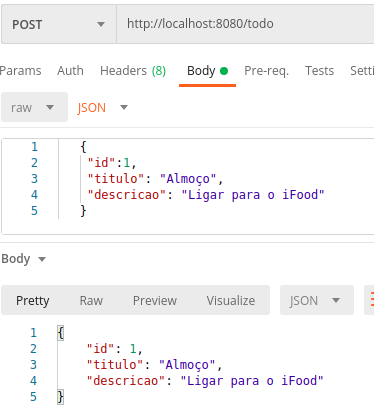 POST http://localhost:8080/todo
Params Auth Headers (8) Body Pre-req. Tests Setti
raw JSON
1 {
2 "id":1,
3 "titulo": "Almoço",
4 "descricao": "Ligar para o iFood"
5 }
Body
Pretty Raw Preview Visualize JSON
1 {
2 "id": 1,
3 "titulo": "Almoço",
4 "descricao": "Ligar para o iFood"
5 }